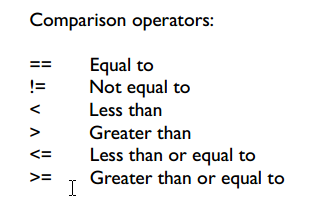 Comparison operators:
== Equal to
!= Not equal to
< Less than
> Greater than
<= Less than or equal to
>= Greater than or equal to